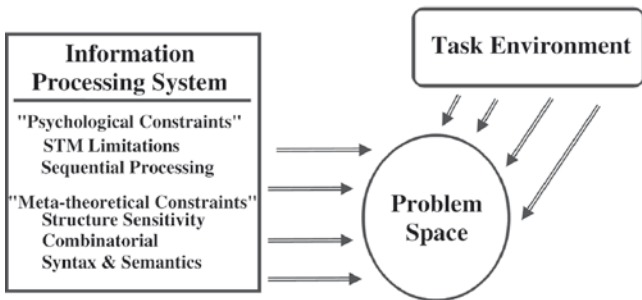 Information
Processing System
"Psychological Constraints"
STM Limitations
Sequential Processing
"Meta-theoretical Constraints"
Structure Sensitivity
Combinatorial
Syntax & Semantics
Task Environment
Problem
Space